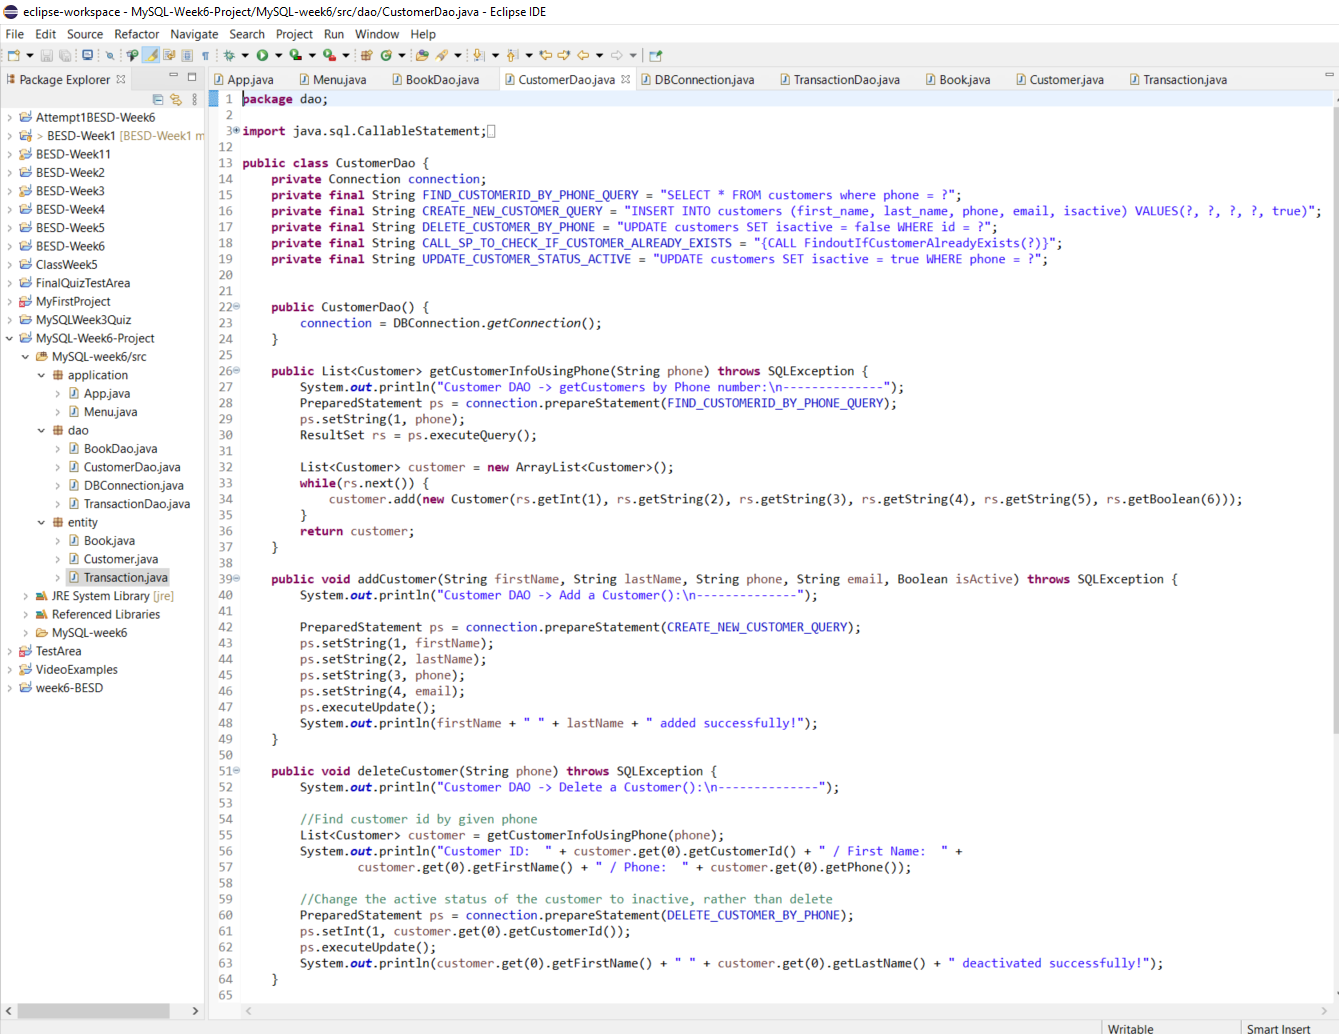 eclipse-workspace - MySQL-Week6-Project/MySQL-week6/src/dao/CustomerDao.java - Eclipse IDE
File Edit Source Refactor Navigate Search Project Run Window Help
Package Explorer
App.java Menu.java BookDao.java CustomerDao.java DBConnection.java TransactionDao.java Book.java Customer.java Transaction.java
Attempt1BESD-Week6
> BESD-Week1 [BESD-Week1 m
BESD-Week11
BESD-Week2
BESD-Week3
BESD-Week4
BESD-Week5
BESD-Week6
ClassWeek5
FinalQuizTestArea
MyFirstProject
MySQLWeek3Quiz
MySQL-Week6-Project
MySQL-week6/src
application
App.java
Menu.java
dao
BookDao.java
CustomerDao.java
DBConnection.java
TransactionDao.java
entity
Book.java
Customer.java
Transaction.java
JRE System Library [jre]
Referenced Libraries
MySQL-week6
TestArea
VideoExamples
week6-BESD
1 package dao;
2
3 import java.sql.CallableStatement;
12
13 public class CustomerDao {
14 private Connection connection;
15 private final String FIND_CUSTOMERID_BY_PHONE_QUERY = "SELECT * FROM customers where phone = ?";
16 private final String CREATE_NEW_CUSTOMER_QUERY = "INSERT INTO customers (first_name, last_name, phone, email, isactive) VALUES(?, ?, ?, ?, true)";
17 private final String DELETE_CUSTOMER_BY_PHONE = "UPDATE customers SET isactive = false WHERE id = ?";
18 private final String CALL_SP_TO_CHECK_IF_CUSTOMER_ALREADY_EXISTS = "{CALL FindoutIfCustomerAlreadyExists(?)}";
19 private final String UPDATE_CUSTOMER_STATUS_ACTIVE = "UPDATE customers SET isactive = true WHERE phone = ?";
20
21
22 public CustomerDao() {
23 connection = DBConnection.getConnection();
24 }
25
26 public List<Customer> getCustomerInfoUsingPhone(String phone) throws SQLException {
27 System.out.println("Customer DAO -> getCustomers by Phone number:\n--------------");
28 PreparedStatement ps = connection.prepareStatement(FIND_CUSTOMERID_BY_PHONE_QUERY);
29 ps.setString(1, phone);
30 ResultSet rs = ps.executeQuery();
31
32 List<Customer> customer = new ArrayList<Customer>();
33 while(rs.next()) {
34 customer.add(new Customer(rs.getInt(1), rs.getString(2), rs.getString(3), rs.getString(4), rs.getString(5), rs.getBoolean(6)));
35 }
36 return customer;
37 }
38
39 public void addCustomer(String firstName, String lastName, String phone, String email, Boolean isActive) throws SQLException {
40 System.out.println("Customer DAO -> Add a Customer():\n--------------");
41
42 PreparedStatement ps = connection.prepareStatement(CREATE_NEW_CUSTOMER_QUERY);
43 ps.setString(1, firstName);
44 ps.setString(2, lastName);
45 ps.setString(3, phone);
46 ps.setString(4, email);
47 ps.executeUpdate();
48 System.out.println(firstName + " " + lastName + " added successfully!");
49 }
50
51 public void deleteCustomer(String phone) throws SQLException {
52 System.out.println("Customer DAO -> Delete a Customer():\n--------------");
53
54 //Find customer id by given phone
55 List<Customer> customer = getCustomerInfoUsingPhone(phone);
56 System.out.println("Customer ID:  " + customer.get(0).getCustomerId() + " / First Name:  " +
57 customer.get(0).getFirstName() + " / Phone:  " + customer.get(0).getPhone());
58
59 //Change the active status of the customer to inactive, rather than delete
60 PreparedStatement ps = connection.prepareStatement(DELETE_CUSTOMER_BY_PHONE);
61 ps.setInt(1, customer.get(0).getCustomerId());
62 ps.executeUpdate();
63 System.out.println(customer.get(0).getFirstName() + " " + customer.get(0).getLastName() + " deactivated successfully!");
64 }
65
Writable Smart Insert